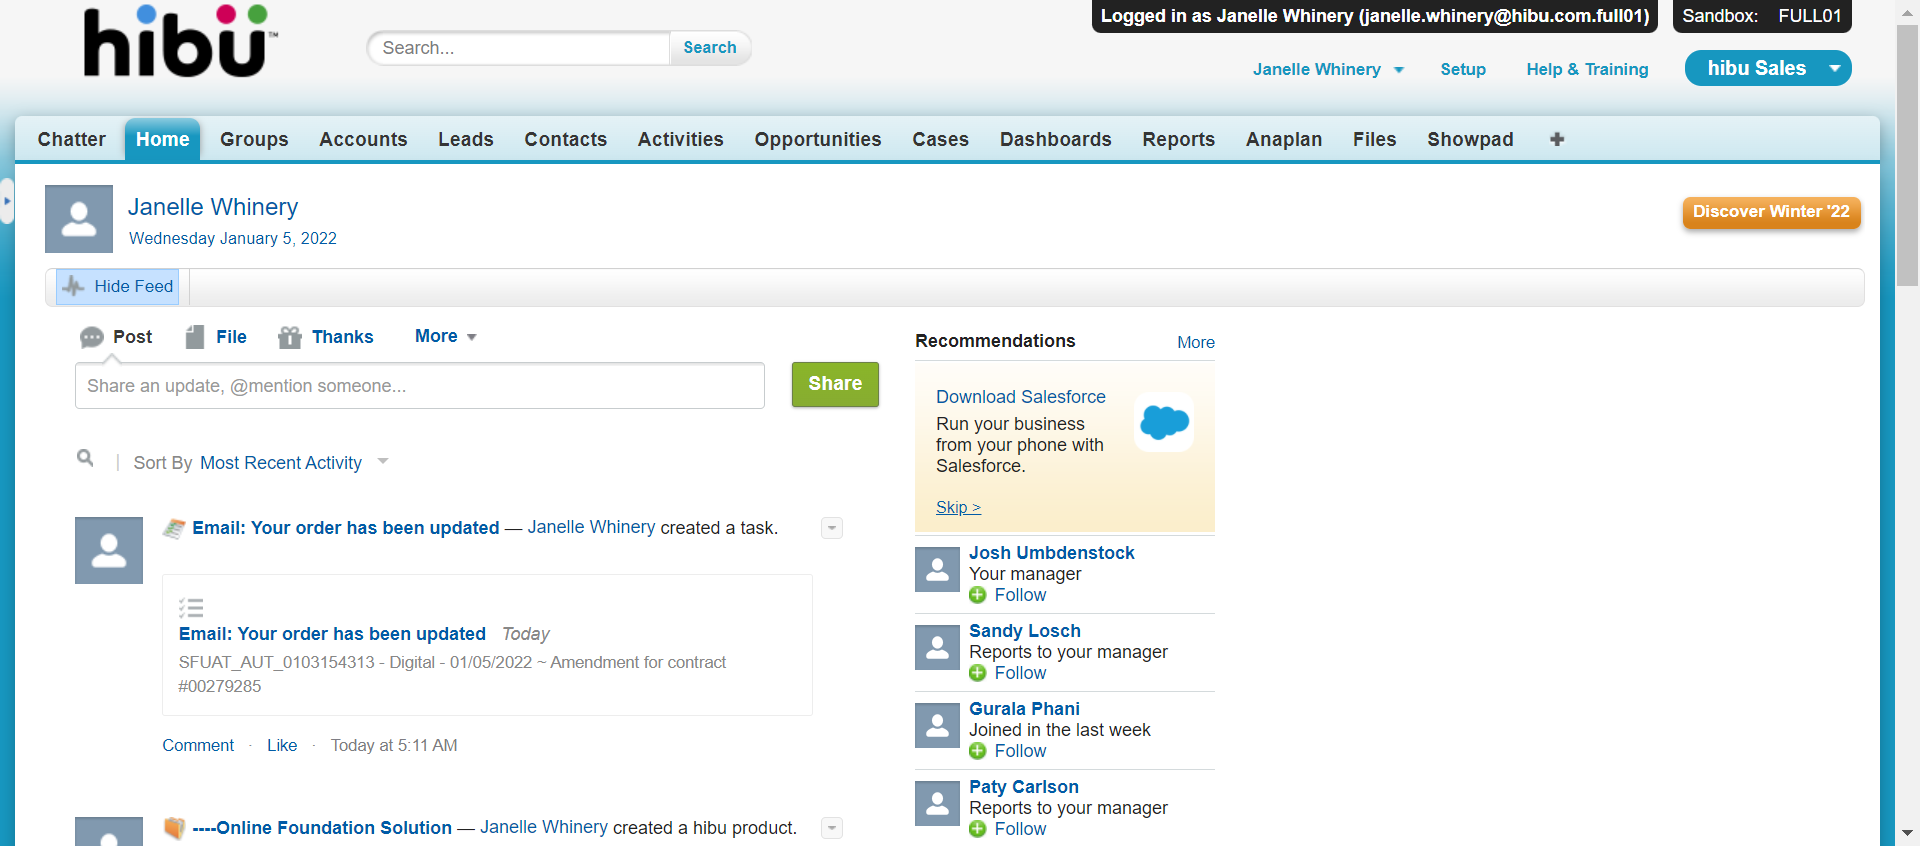 hibu™
Search...
Search
Logged in as Janelle Whinery (janelle.whinery@hibu.com.full01)
Sandbox: FULL01
Janelle Whinery
Setup
Help & Training
hibu Sales
Chatter Home Groups Accounts Leads Contacts Activities Opportunities Cases Dashboards Reports Anaplan Files Showpad
Janelle Whinery
Wednesday January 5, 2022
Discover Winter '22
Hide Feed
Post File Thanks More
Share an update, @mention someone...
Share
Sort By Most Recent Activity
Email: Your order has been updated — Janelle Whinery created a task.
Email: Your order has been updated Today
SFUAT_AUT_0103154313 - Digital - 01/05/2022 ~ Amendment for contract
#00279285
Comment · Like · Today at 5:11 AM
----Online Foundation Solution — Janelle Whinery created a hibu product.
Recommendations More
Download Salesforce
Run your business
from your phone with
Salesforce.
Skip >
Josh Umbdenstock
Your manager
Follow
Sandy Losch
Reports to your manager
Follow
Gurala Phani
Joined in the last week
Follow
Paty Carlson
Reports to your manager
Follow